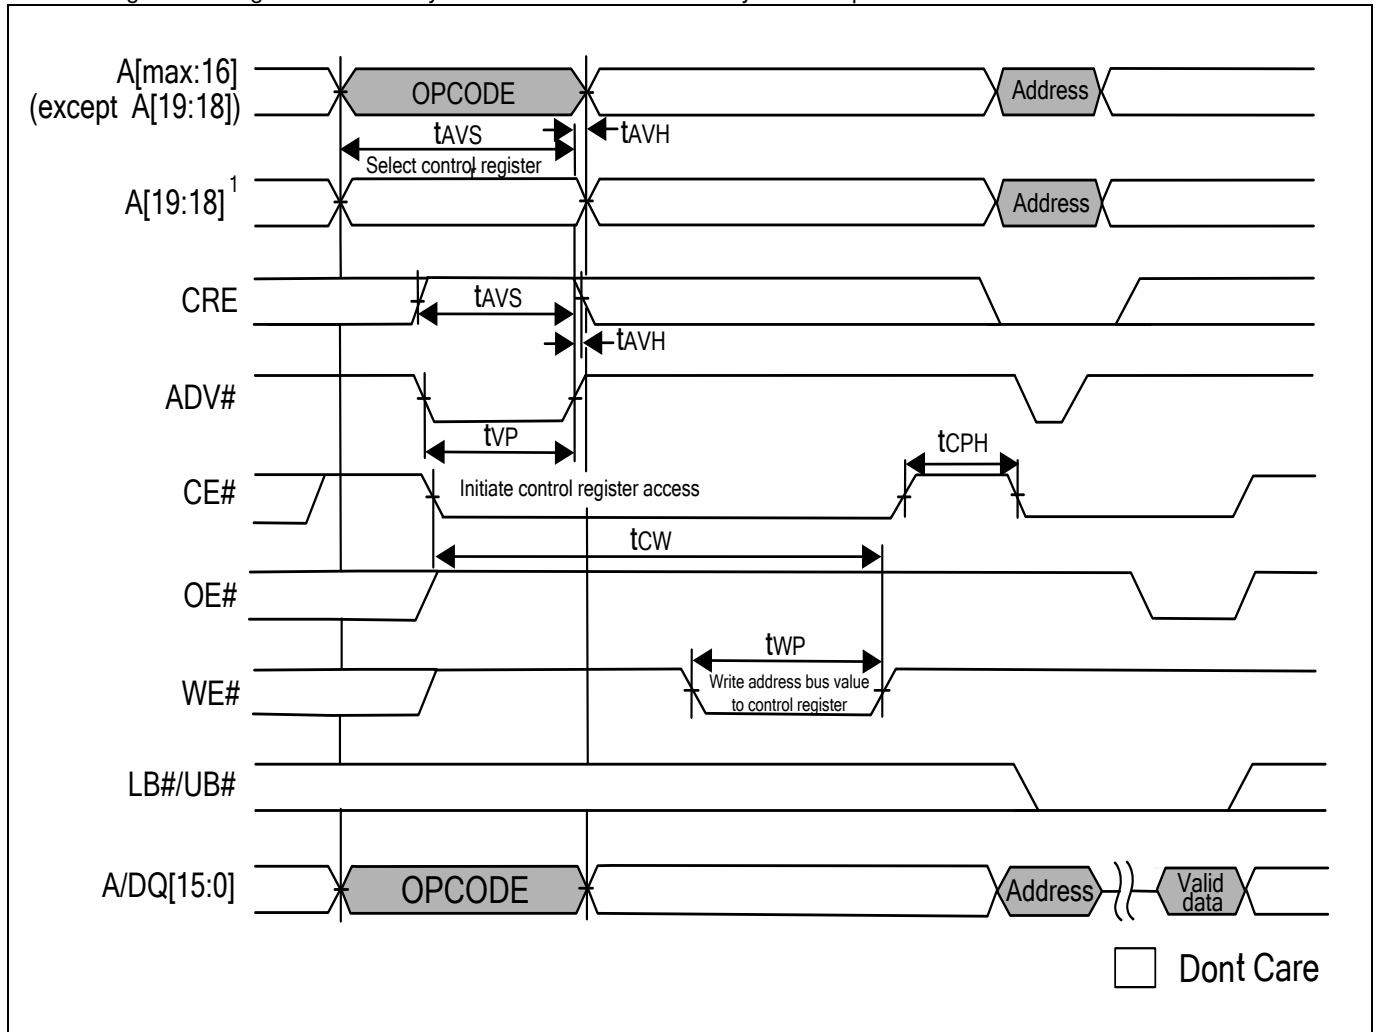 A[max:16]
(except A[19:18])
OPCODE
Address
tAVS
tAVH
Select control register
A[19:18] 1
Address
CRE
tAVS
tAVH
ADV#
tVP
tCPH
CE#
Initiate control register access
tCW
OE#
tWP
WE#
Write address bus value
to control register
LB#/UB#
A/DQ[15:0]
OPCODE
Address
Valid
data
Dont Care